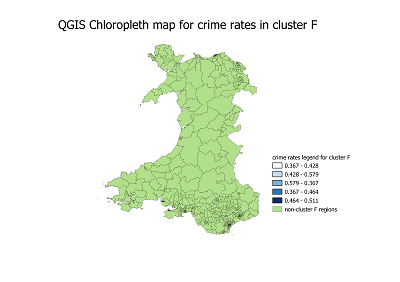 QGIS Chloropleth map for crime rates in cluster F
crime rates legend for cluster F
0.367 - 0.428
0.428 - 0.579
0.579 - 0.367
0.367 - 0.464
0.464 - 0.511
non-cluster F regions